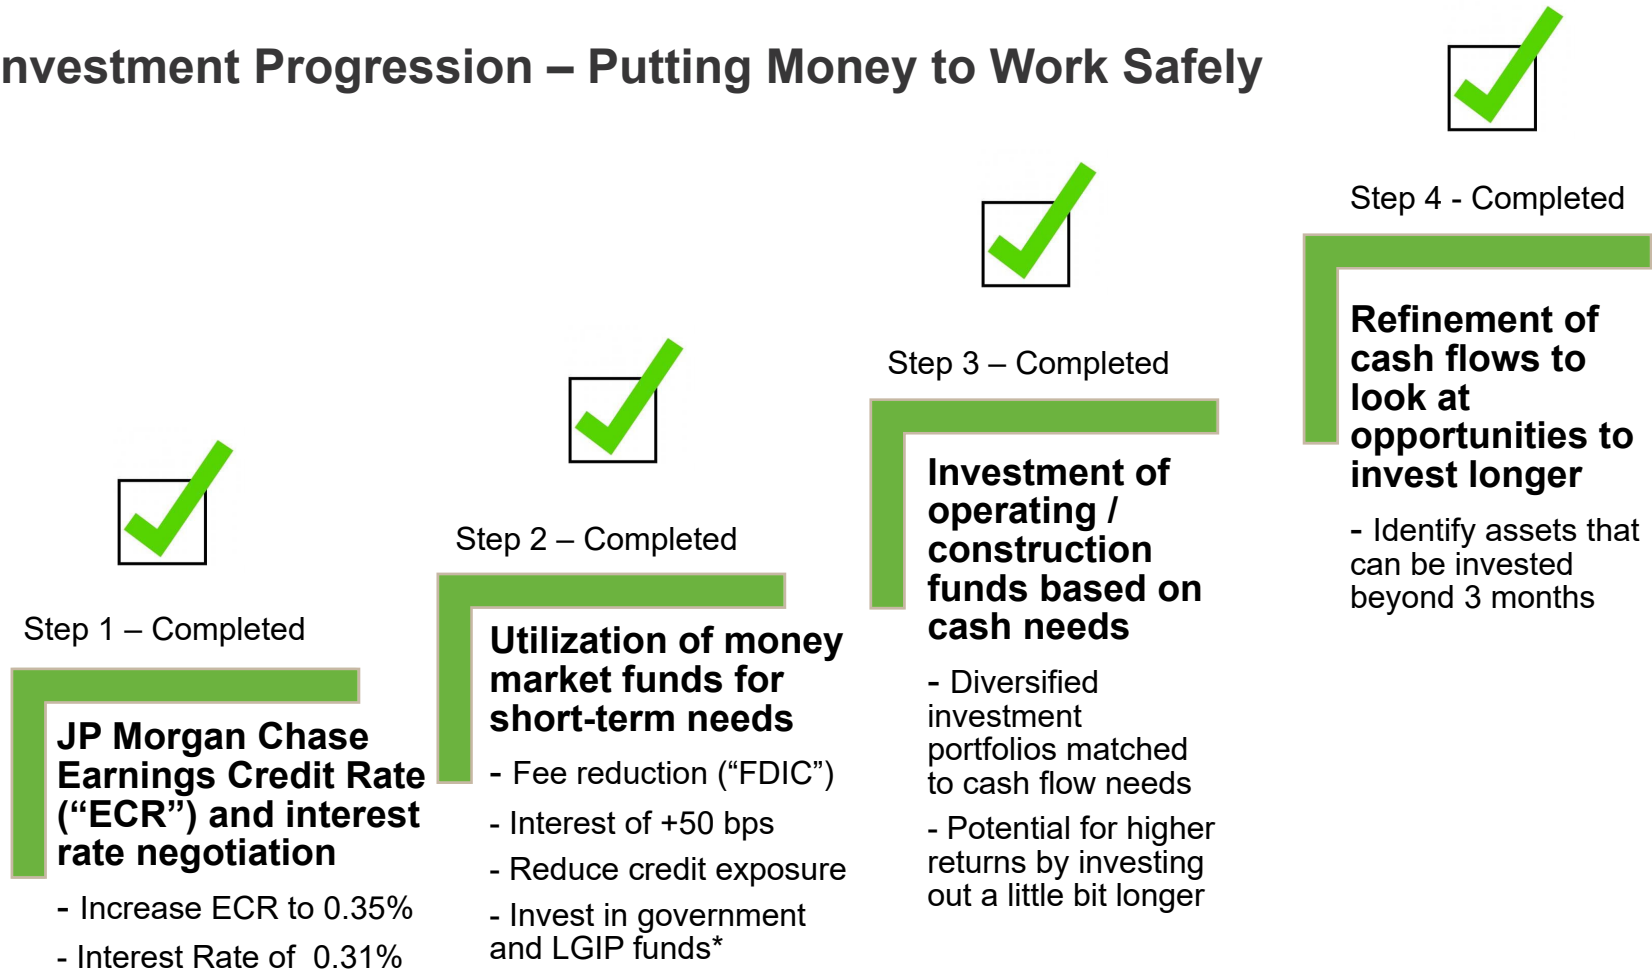 nvestment Progression – Putting Money to Work Safely
Step 1 – Completed
JP Morgan Chase
Earnings Credit Rate
(“ECR”) and interest
rate negotiation
- Increase ECR to 0.35%
- Interest Rate of 0.31%
Step 2 – Completed
Utilization of money
market funds for
short-term needs
- Fee reduction (“FDIC”)
- Interest of +50 bps
- Reduce credit exposure
- Invest in government
and LGIP funds*
Step 3 – Completed
Investment of
operating /
construction
funds based on
cash needs
- Diversified
investment
portfolios matched
to cash flow needs
- Potential for higher
returns by investing
out a little bit longer
Step 4 - Completed
Refinement of
cash flows to
look at
opportunities to
invest longer
- Identify assets that
can be invested
beyond 3 months